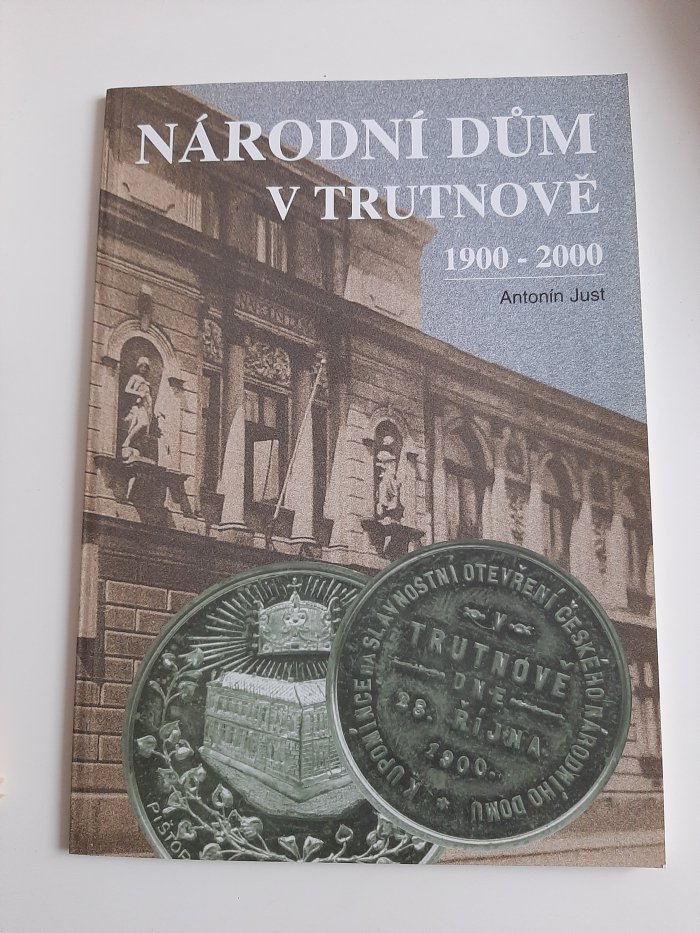 NÁRODNÍ DŮM
V TRUTNOVĚ
1900 - 2000
Antonín Just
K UPOMÍNCE NA SLAVNOSTNÍ OTEVŘENÍ ČESKÉHO NÁRODNÍHO DOMU
V
TRUTNOVĚ
DNE
28. ŘÍJNA
1900.